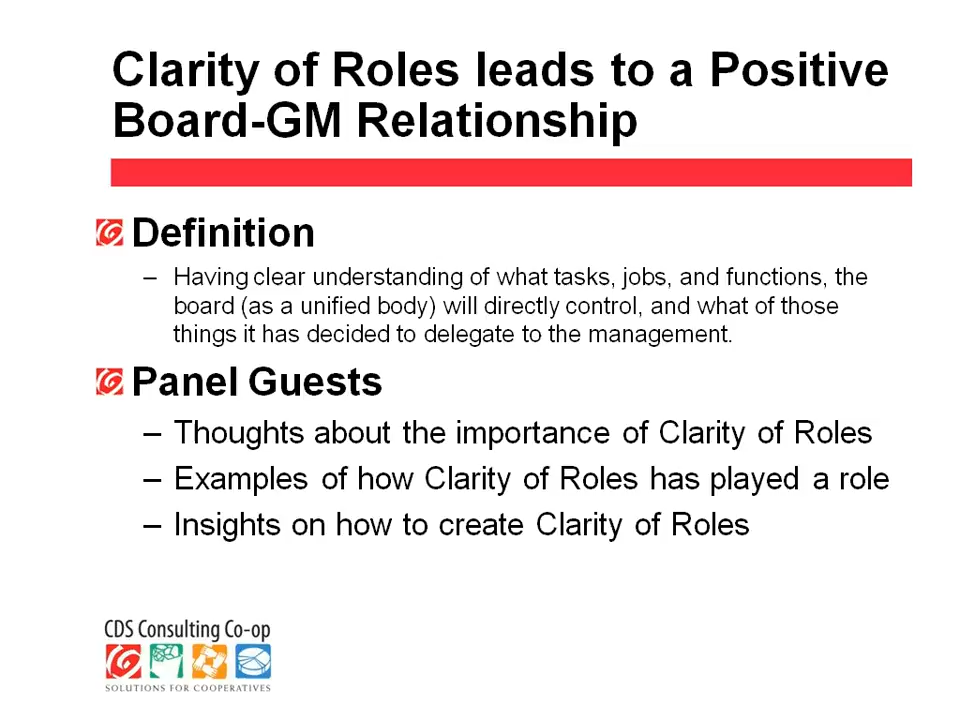 Clarity of Roles leads to a Positive
Board-GM Relationship
Definition
– Having clear understanding of what tasks, jobs, and functions, the
board (as a unified body) will directly control, and what of those
things it has decided to delegate to the management.
Panel Guests
– Thoughts about the importance of Clarity of Roles
– Examples of how Clarity of Roles has played a role
– Insights on how to create Clarity of Roles
CDS Consulting Co-op
SOLUTIONS FOR COOPERATIVES